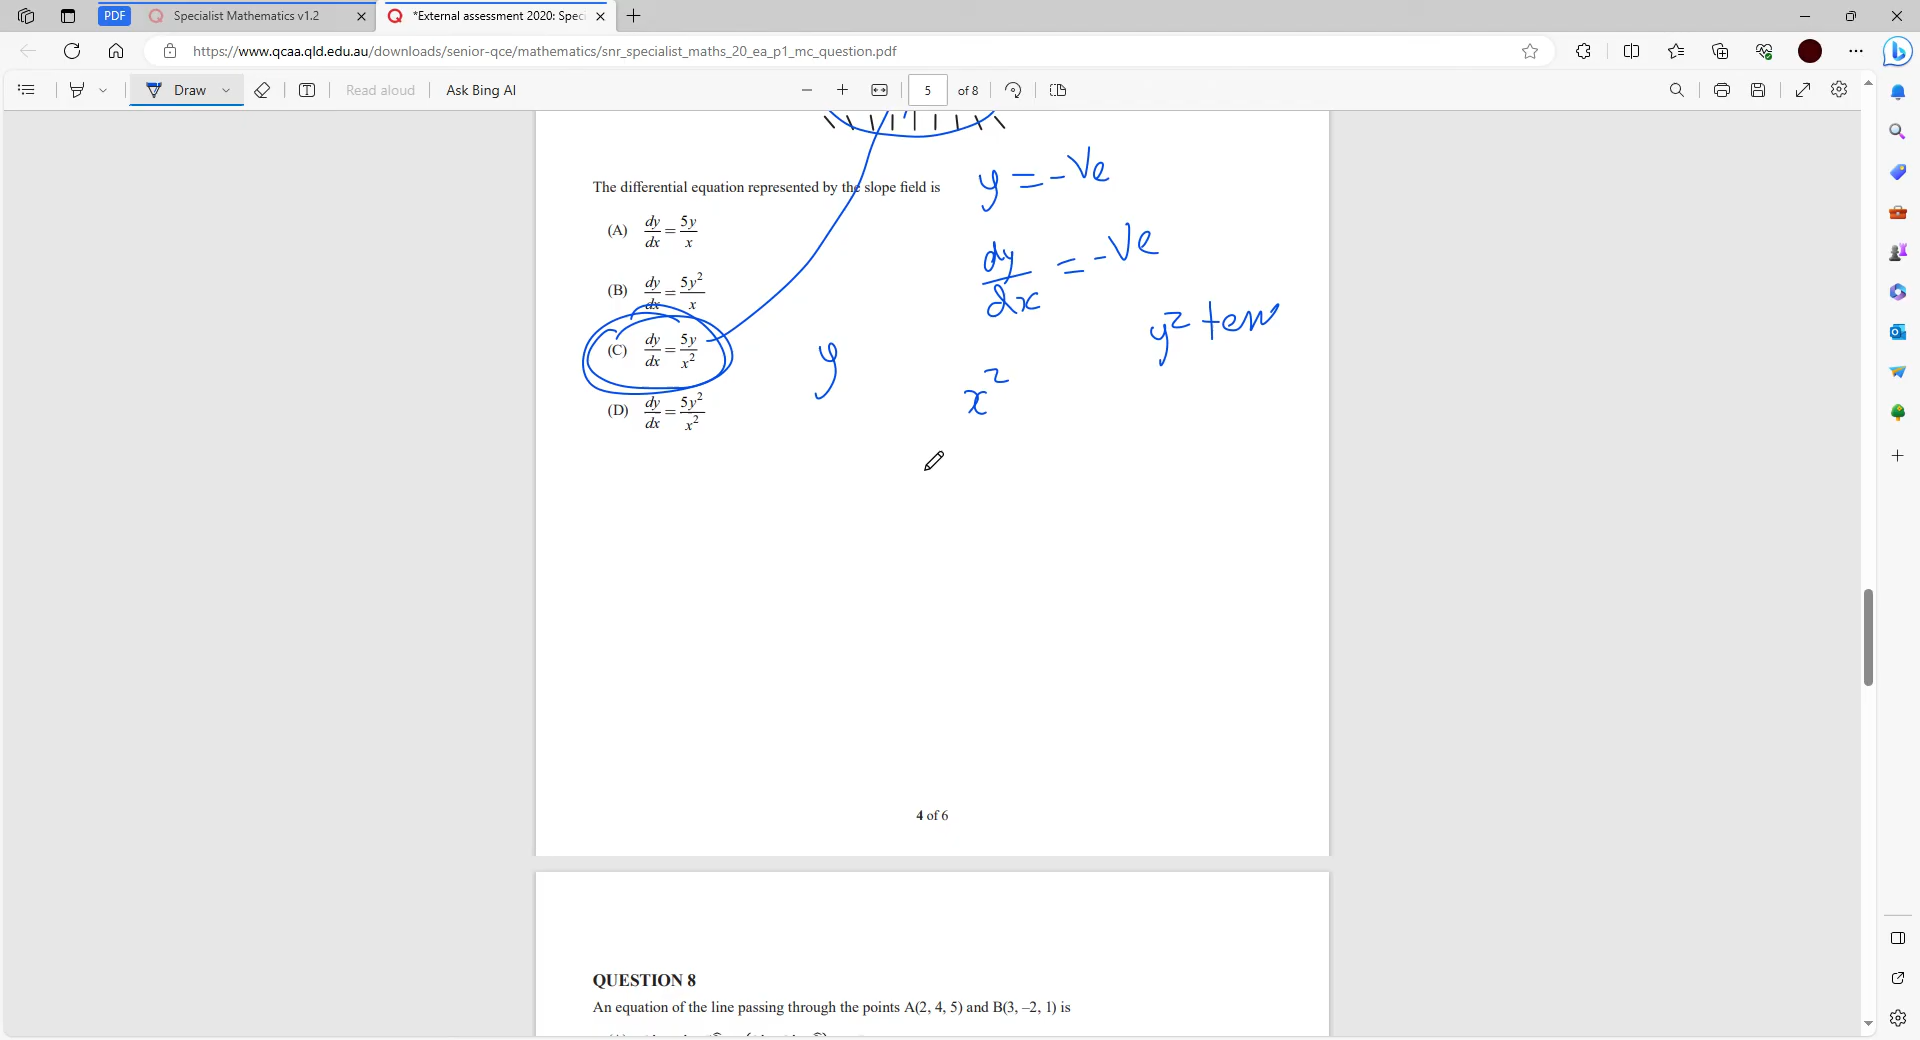 PDF Specialist Mathematics v1.2 *External assessment 2020: Spec
https://www.qcaa.qld.edu.au/downloads/senior-qce/mathematics/snr_specialist_maths_20_ea_p1_mc_question.pdf
Draw Read aloud Ask Bing AI 5 of 8
The differential equation represented by the slope field is
(A) dy/dx = 5y/x
(B) dy/dx = 5y²/x
(C) dy/dx = 5y/x²
(D) dy/dx = 5y²/x²
y = -ve
dy/dx = -ve
y² term
y
x²
4 of 6
QUESTION 8
An equation of the line passing through the points A(2, 4, 5) and B(3, –2, 1) is